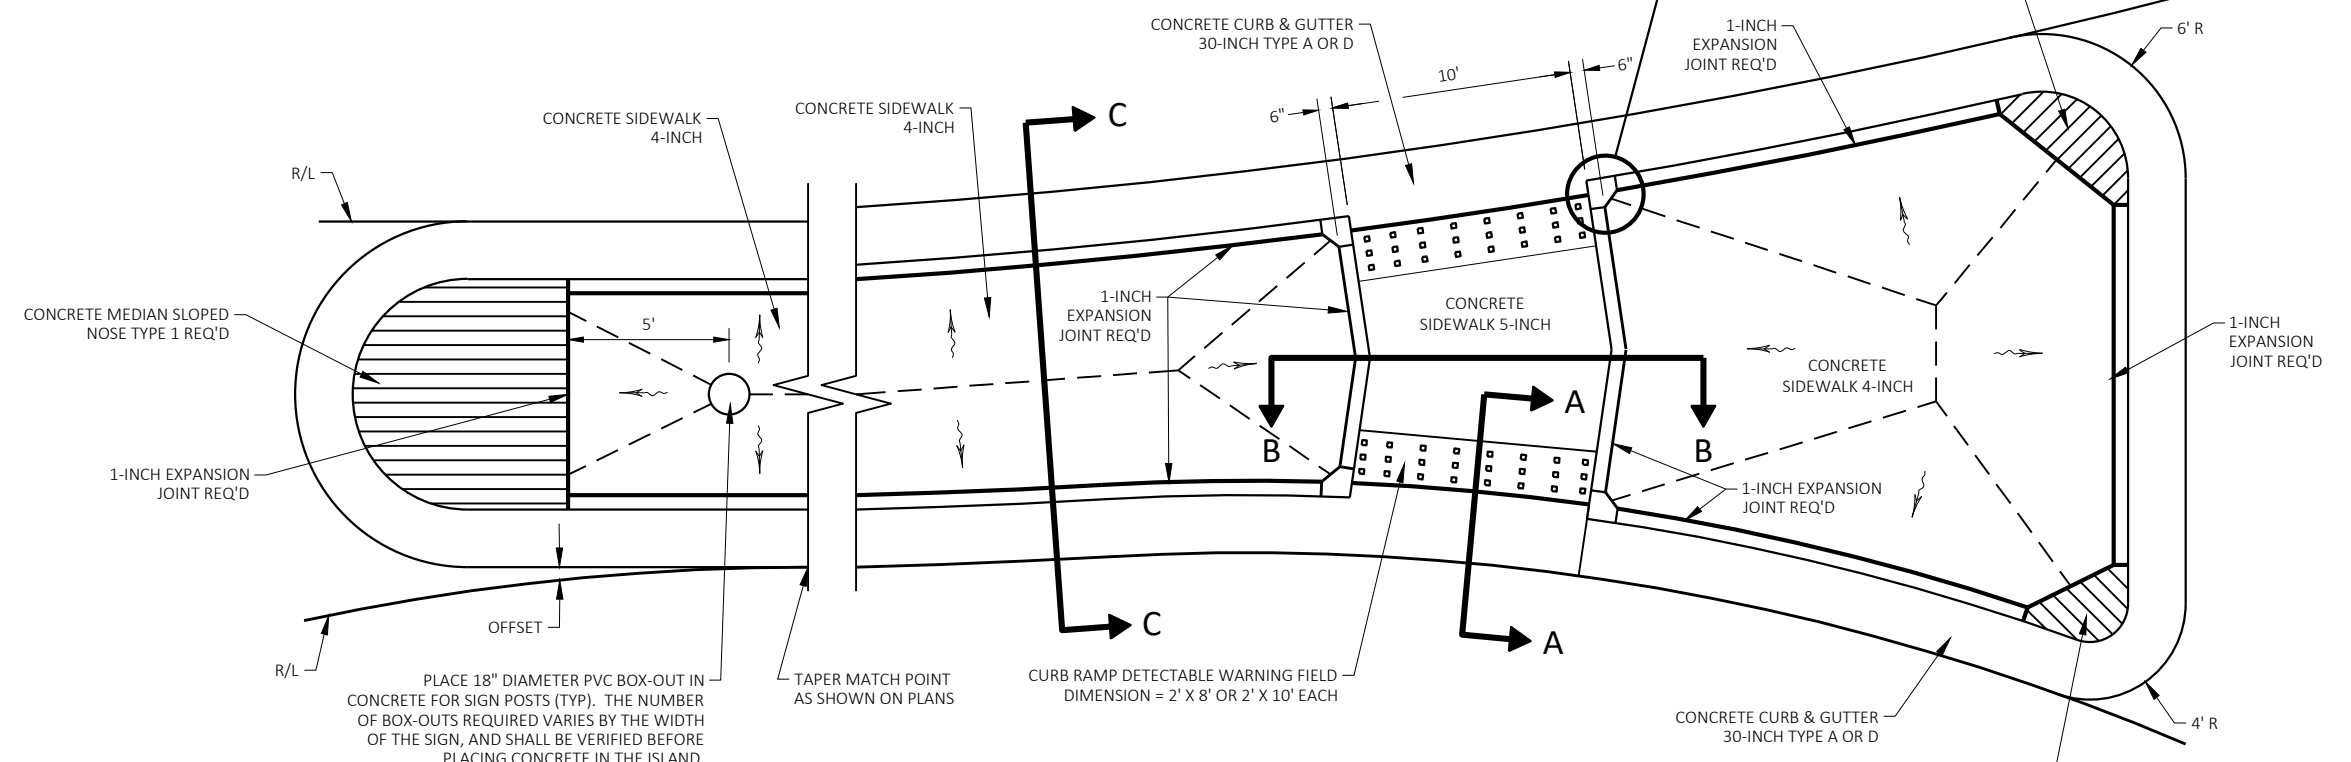 CONCRETE CURB & GUTTER
30-INCH TYPE A OR D
1-INCH
EXPANSION
JOINT REQ'D
6' R
10'
6"
6"
CONCRETE SIDEWALK
4-INCH
CONCRETE SIDEWALK
4-INCH
C
R/L
CONCRETE MEDIAN SLOPED
NOSE TYPE 1 REQ'D
5'
1-INCH
EXPANSION
JOINT REQ'D
CONCRETE
SIDEWALK 5-INCH
1-INCH
EXPANSION
JOINT REQ'D
CONCRETE
SIDEWALK 4-INCH
A
B
B
1-INCH EXPANSION
JOINT REQ'D
1-INCH EXPANSION
JOINT REQ'D
OFFSET
C
A
R/L
PLACE 18" DIAMETER PVC BOX-OUT IN
CONCRETE FOR SIGN POSTS (TYP). THE NUMBER
OF BOX-OUTS REQUIRED VARIES BY THE WIDTH
OF THE SIGN, AND SHALL BE VERIFIED BEFORE
PLACING CONCRETE IN THE ISLAND.
TAPER MATCH POINT
AS SHOWN ON PLANS
CURB RAMP DETECTABLE WARNING FIELD
DIMENSION = 2' X 8' OR 2' X 10' EACH
CONCRETE CURB & GUTTER
30-INCH TYPE A OR D
4' R